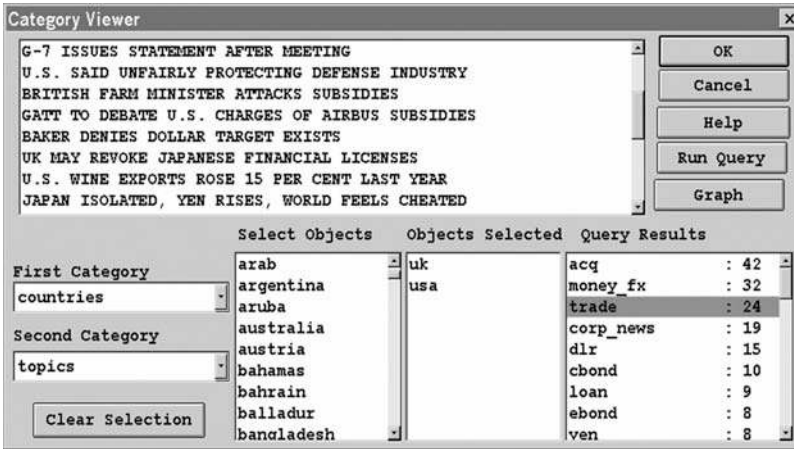 Category Viewer
G-7 ISSUES STATEMENT AFTER MEETING
U.S. SAID UNFAIRLY PROTECTING DEFENSE INDUSTRY
BRITISH FARM MINISTER ATTACKS SUBSIDIES
GATT TO DEBATE U.S. CHARGES OF AIRBUS SUBSIDIES
BAKER DENIES DOLLAR TARGET EXISTS
UK MAY REVOKE JAPANESE FINANCIAL LICENSES
U.S. WINE EXPORTS ROSE 15 PER CENT LAST YEAR
JAPAN ISOLATED, YEN RISES, WORLD FEELS CHEATED
OK
Cancel
Help
Run Query
Graph
First Category
countries
Second Category
topics
Clear Selection
Select Objects
arab
argentina
aruba
australia
austria
bahamas
bahrain
balladur
bangladesh
Objects Selected
uk
usa
Query Results
acq : 42
money_fx : 32
trade : 24
corp_news : 19
dlr : 15
cbond : 10
loan : 9
ebond : 8
yen : 8